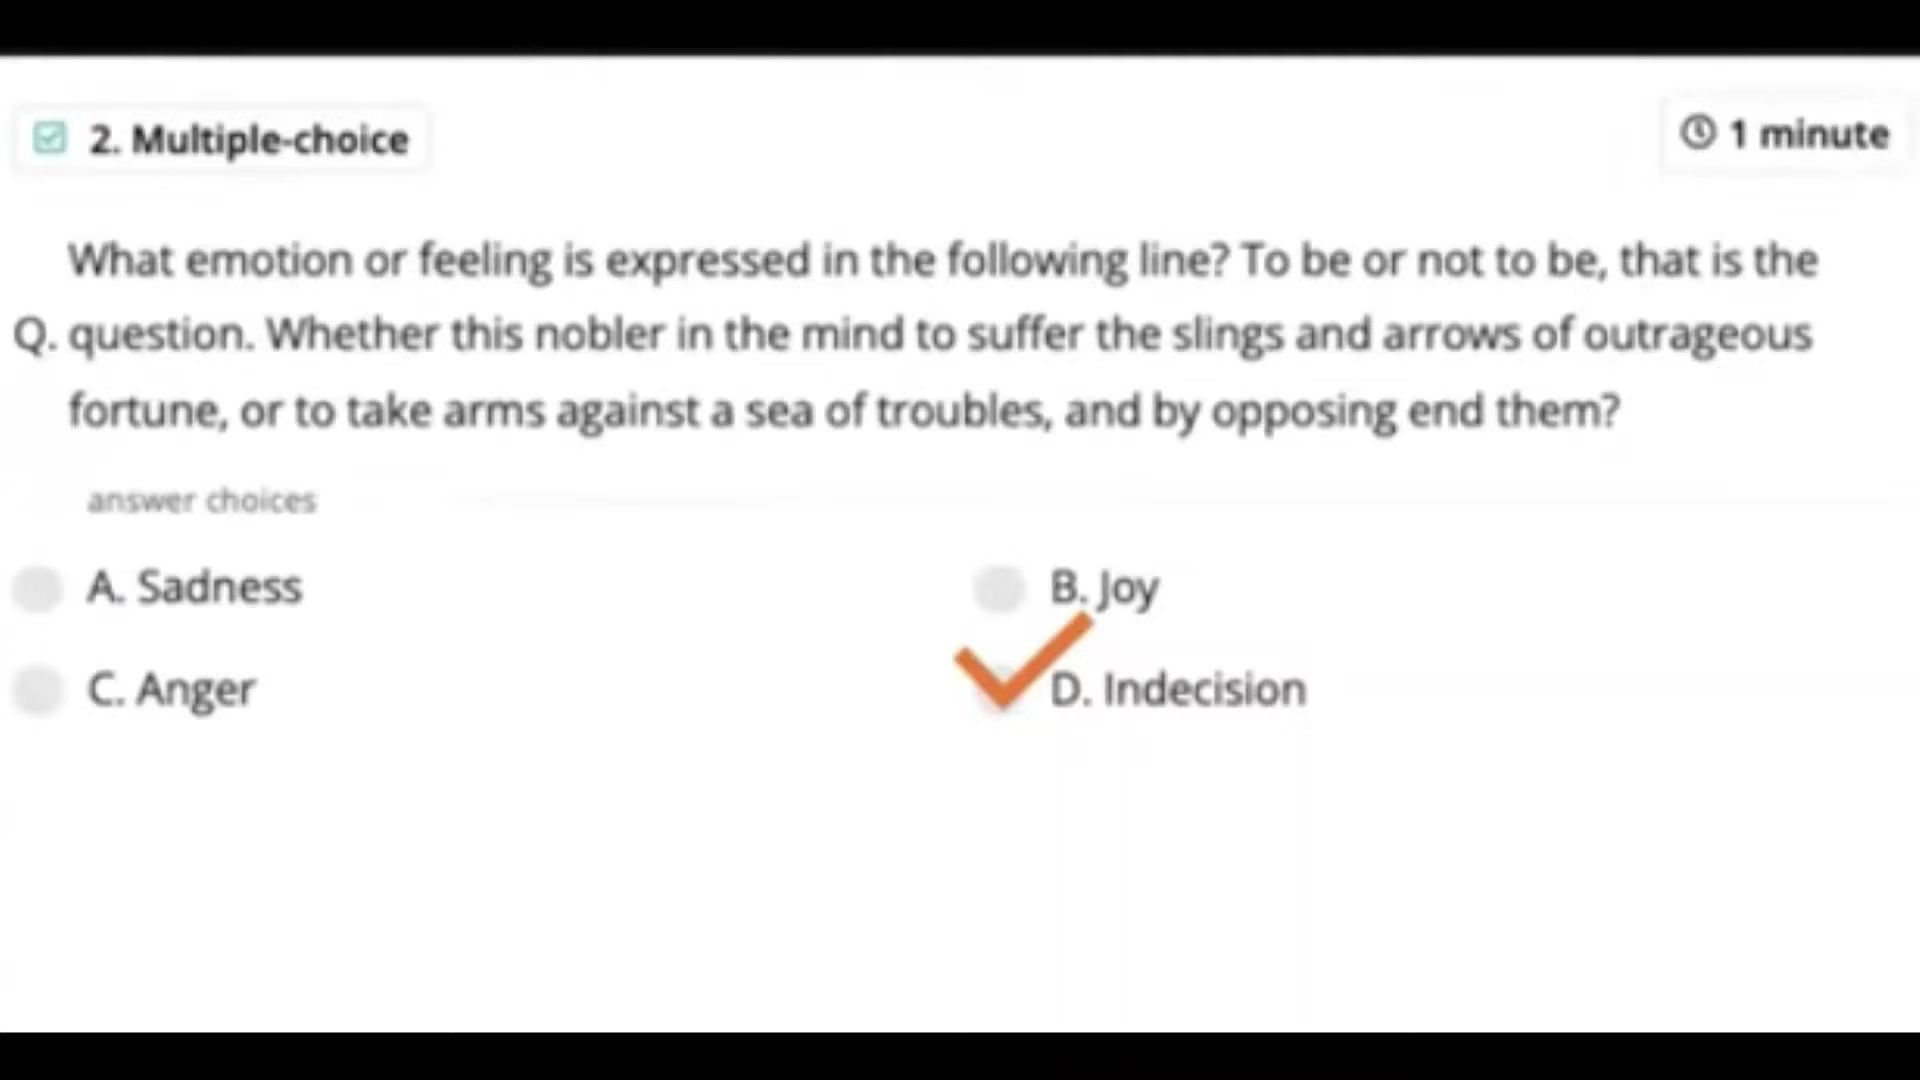 2. Multiple-choice
1 minute
What emotion or feeling is expressed in the following line? To be or not to be, that is the
Q. question. Whether this nobler in the mind to suffer the slings and arrows of outrageous
fortune, or to take arms against a sea of troubles, and by opposing end them?
answer choices
A. Sadness
B. Joy
C. Anger
D. Indecision